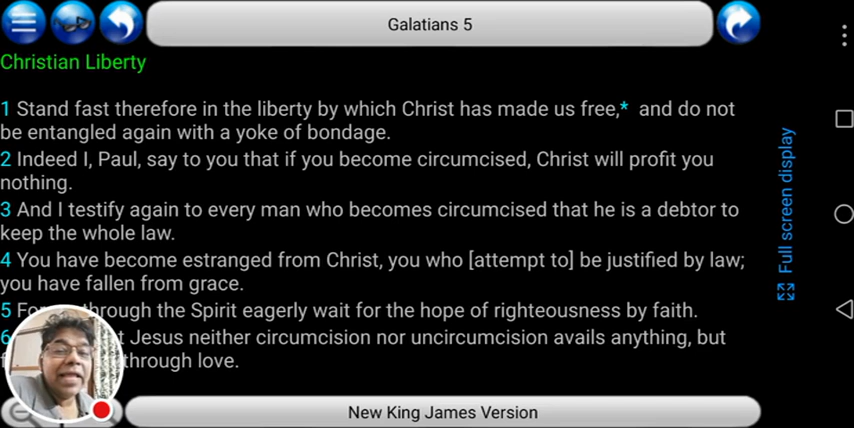 Galatians 5
Christian Liberty
1 Stand fast therefore in the liberty by which Christ has made us free,* and do not
be entangled again with a yoke of bondage.
2 Indeed I, Paul, say to you that if you become circumcised, Christ will profit you
nothing.
3 And I testify again to every man who becomes circumcised that he is a debtor to
keep the whole law.
4 You have become estranged from Christ, you who [attempt to] be justified by law;
you have fallen from grace.
5 through the Spirit eagerly wait for the hope of righteousness by faith.
6 Jesus neither circumcision nor uncircumcision avails anything, but
through love.
New King James Version
Full screen display